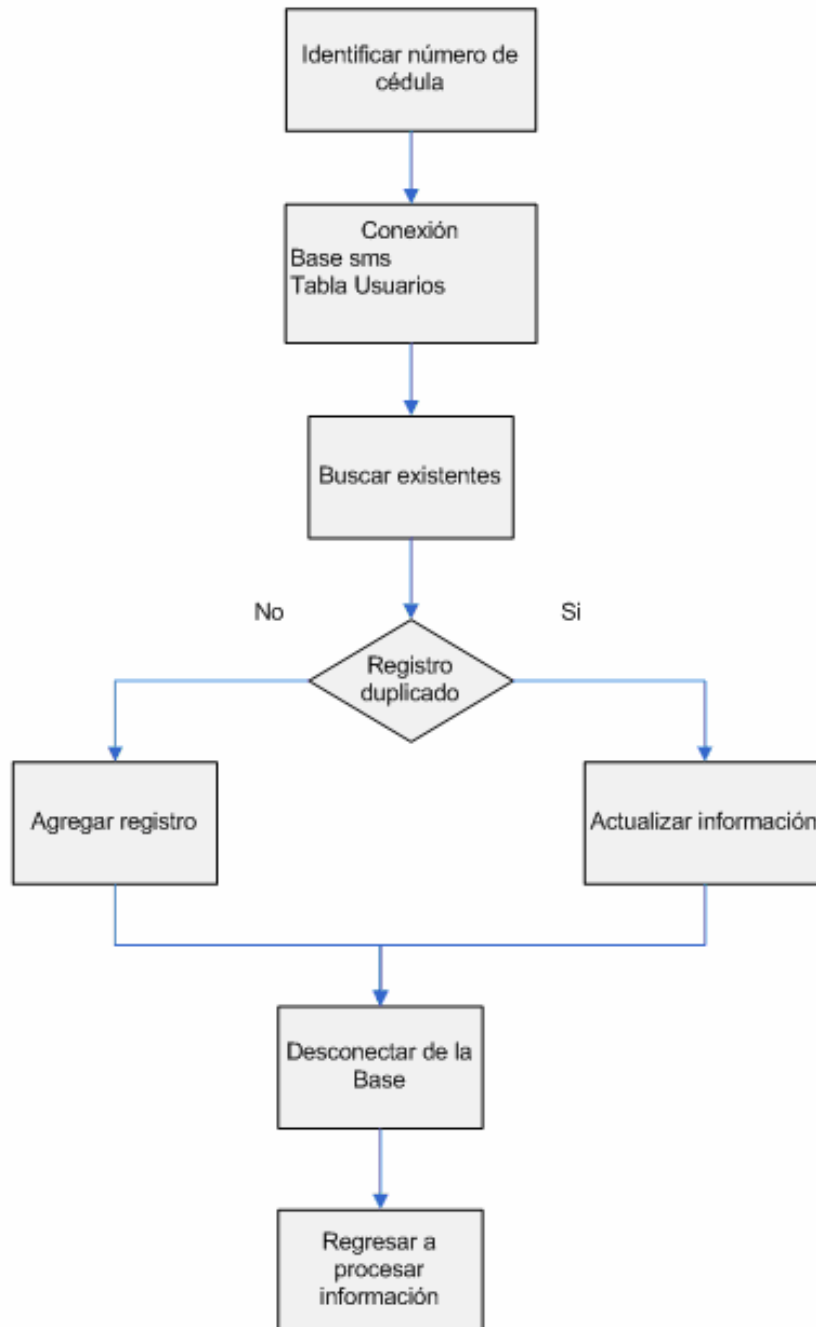 Identificar número de
cédula
Conexión
Base sms
Tabla Usuarios
Buscar existentes
No
Si
Registro
duplicado
Agregar registro
Actualizar información
Desconectar de la
Base
Regresar a
procesar
información